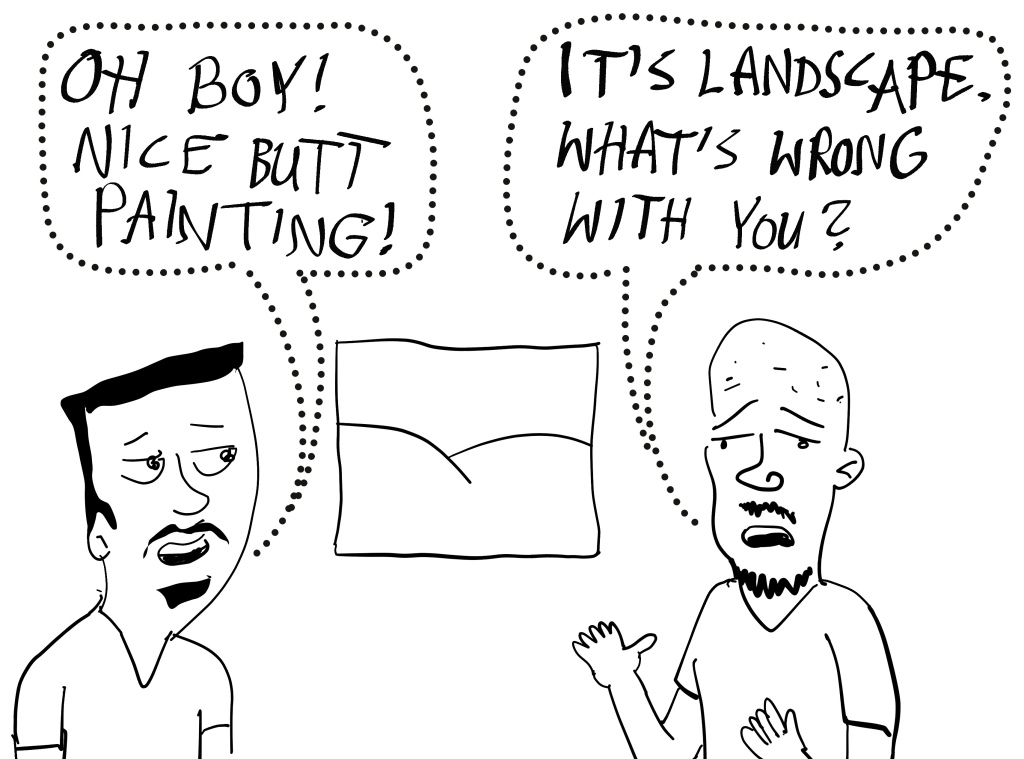 OH BOY!
NICE BUTT
PAINTING!
IT'S LANDSCAPE.
WHAT'S WRONG
WITH YOU?